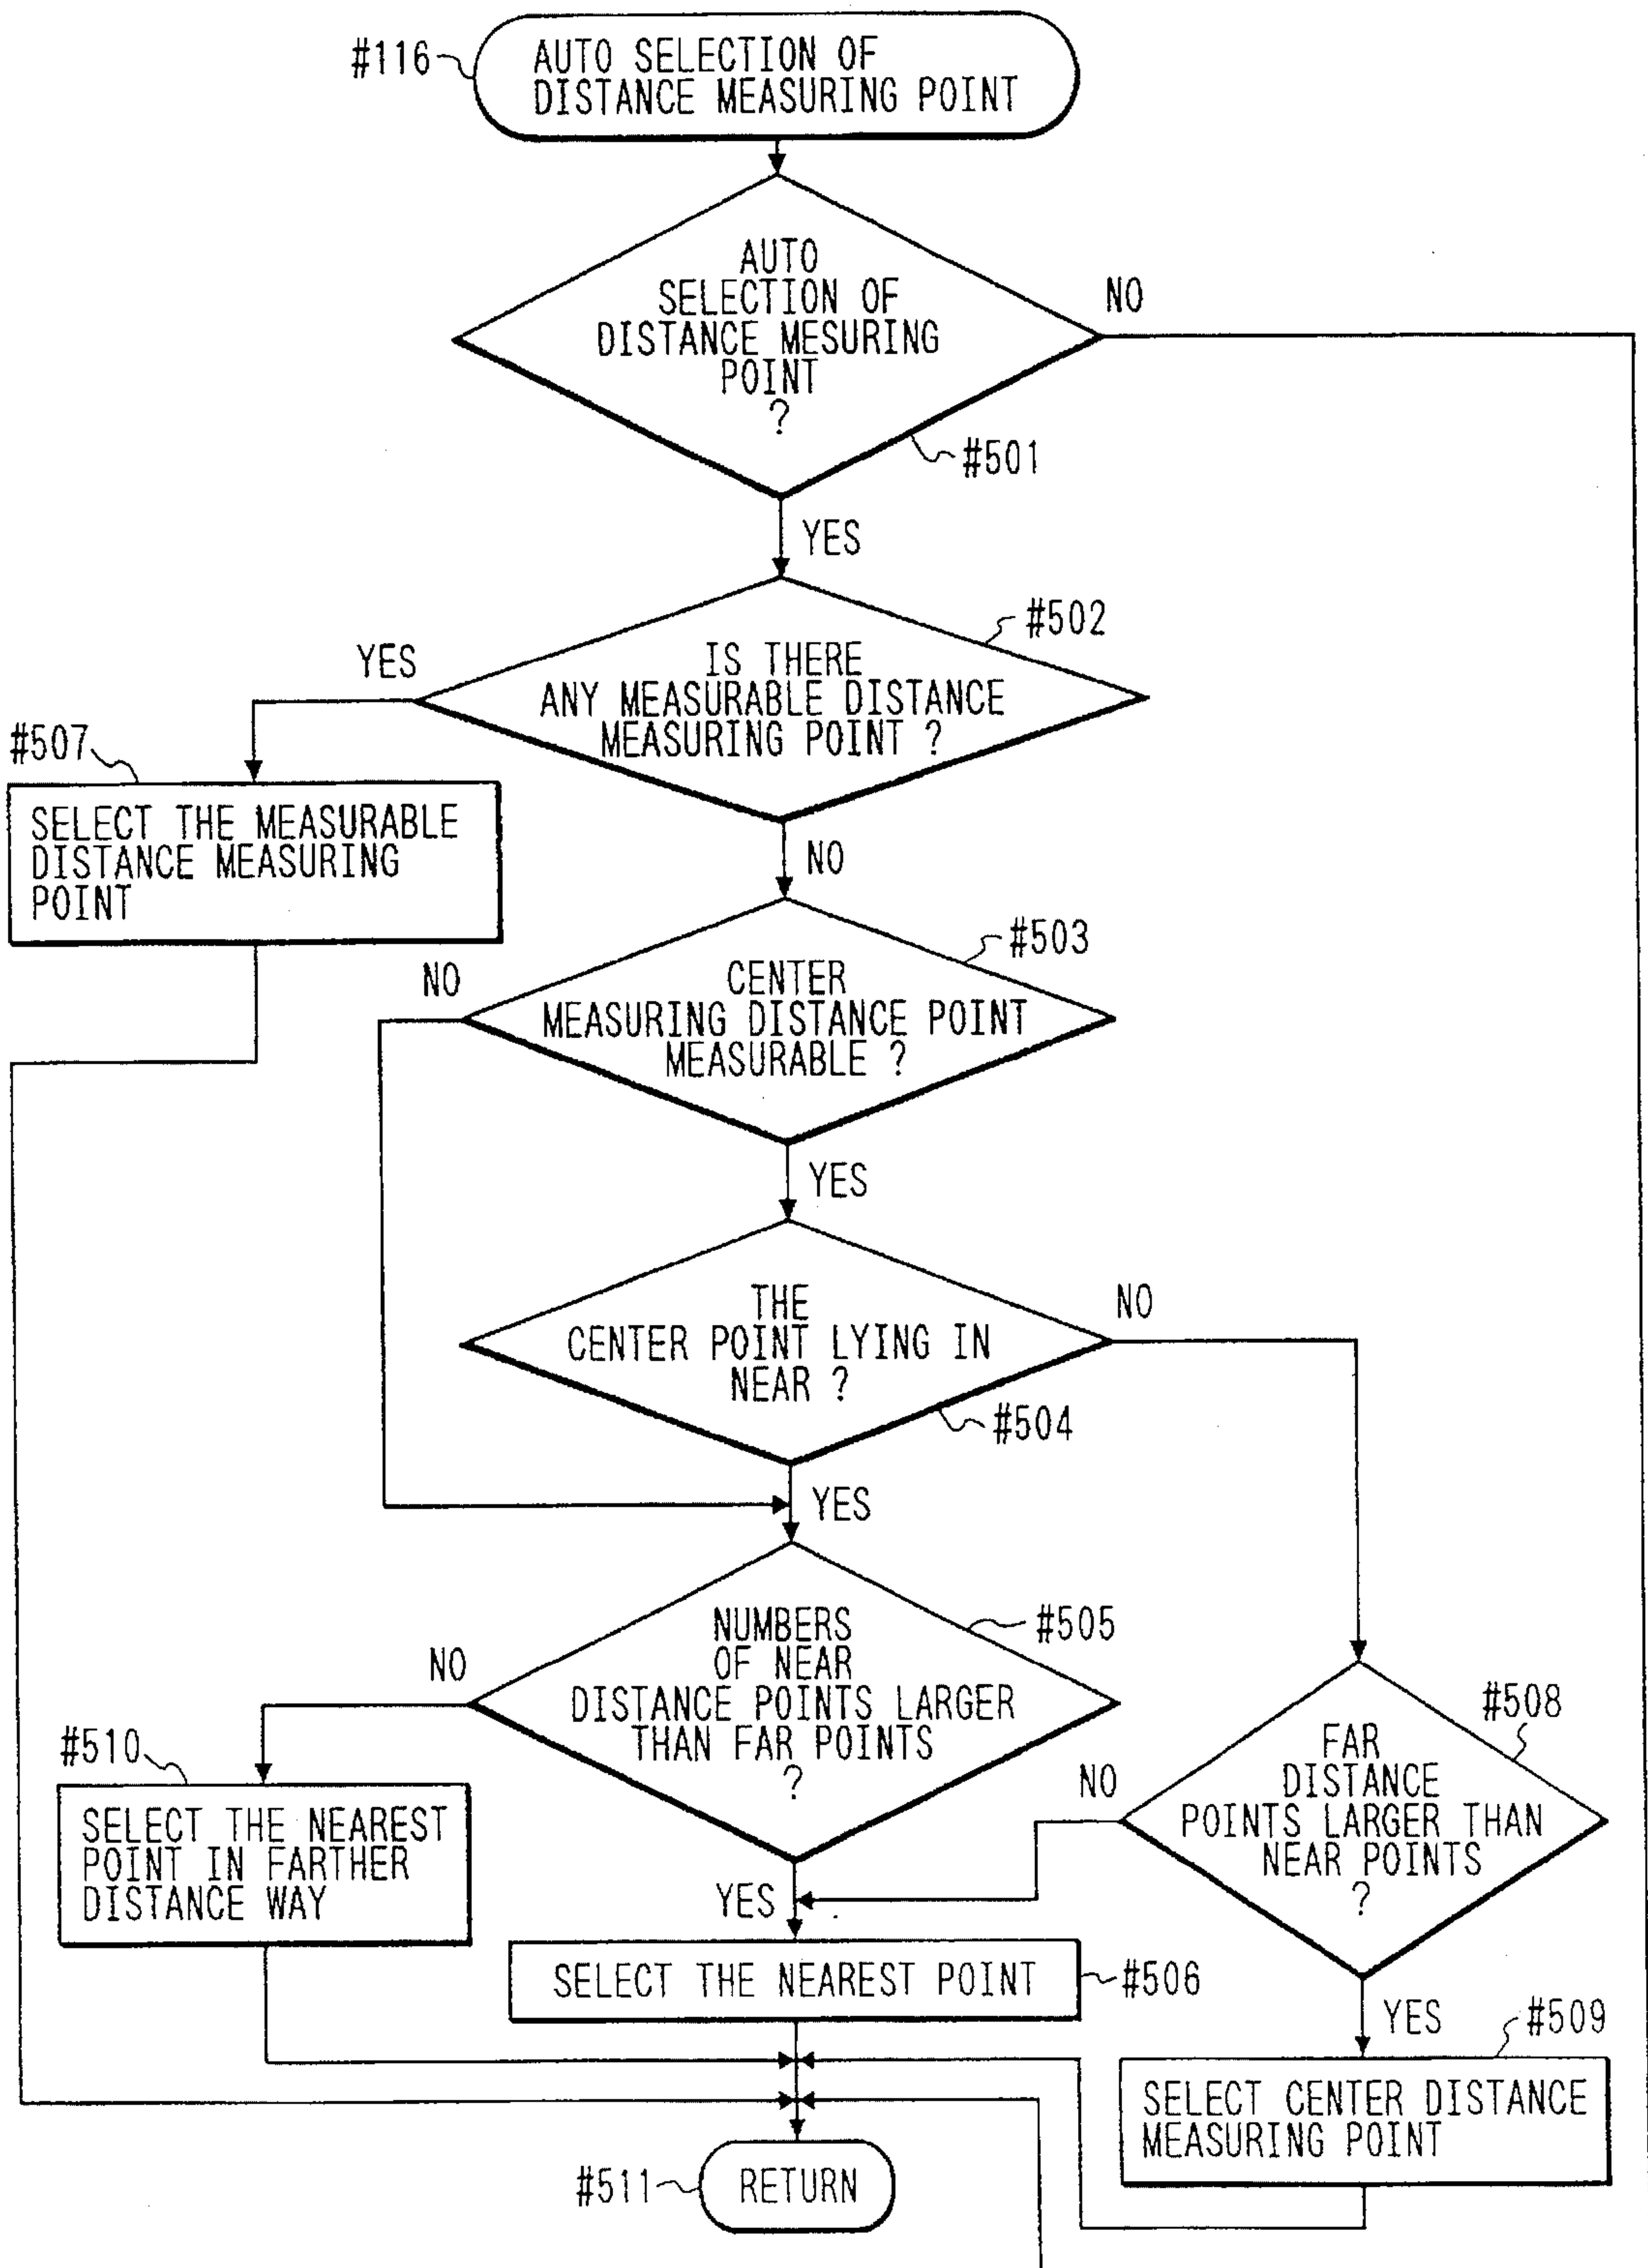 #116
AUTO SELECTION OF
DISTANCE MEASURING POINT
AUTO
SELECTION OF
DISTANCE MESURING
POINT
?
NO
#501
YES
#502
YES
IS THERE
ANY MEASURABLE DISTANCE
MEASURING POINT ?
#507
SELECT THE MEASURABLE
DISTANCE MEASURING
POINT
NO
#503
NO
CENTER
MEASURING DISTANCE POINT
MEASURABLE ?
YES
THE
CENTER POINT LYING IN
NEAR ?
NO
#504
YES
#505
NUMBERS
OF NEAR
DISTANCE POINTS LARGER
THAN FAR POINTS
?
NO
#508
FAR
DISTANCE
POINTS LARGER THAN
NEAR POINTS
?
NO
#510
SELECT THE NEAREST
POINT IN FARTHER
DISTANCE WAY
YES
SELECT THE NEAREST POINT
#506
YES
#509
SELECT CENTER DISTANCE
MEASURING POINT
#511
RETURN